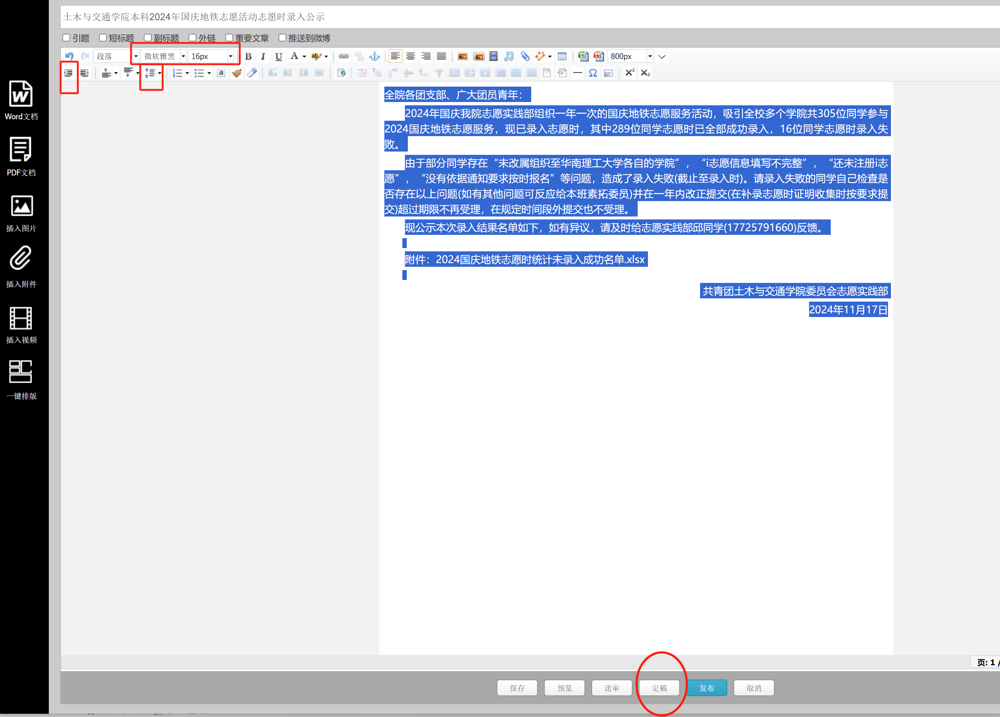 土木与交通学院本科2024年国庆地铁志愿活动志愿时录入公示
引题 短标题 副标题 外链 重要文章 推送到微博
段落 微软雅黑 16px B I U A ab 800px
a X² X₂
Word文档
PDF文档
插入图片
插入附件
插入视频
一键排版
全院各团支部、广大团员青年：
2024年国庆我院志愿实践部组织一年一次的国庆地铁志愿服务活动，吸引全校多个学院共305位同学参与
2024国庆地铁志愿服务，现已录入志愿时，其中289位同学志愿时已全部成功录入，16位同学志愿时录入失
败。
由于部分同学存在“未改属组织至华南理工大学各自的学院”，“i志愿信息填写不完整”，“还未注册i志
愿”，“没有依据通知要求按时报名”等问题，造成了录入失败(截止至录入时)。请录入失败的同学自己检查是
否存在以上问题(如有其他问题可反应给本班素拓委员)并在一年内改正提交(在补录志愿时证明收集时按要求提
交)超过期限不再受理，在规定时间段外提交也不受理。
现公示本次录入结果名单如下，如有异议，请及时给志愿实践部邱同学(17725791660)反馈。
附件：2024国庆地铁志愿时统计未录入成功名单.xlsx
共青团土木与交通学院委员会志愿实践部
2024年11月17日
页: 1 /
保存 预览 送审 定稿 发布 取消